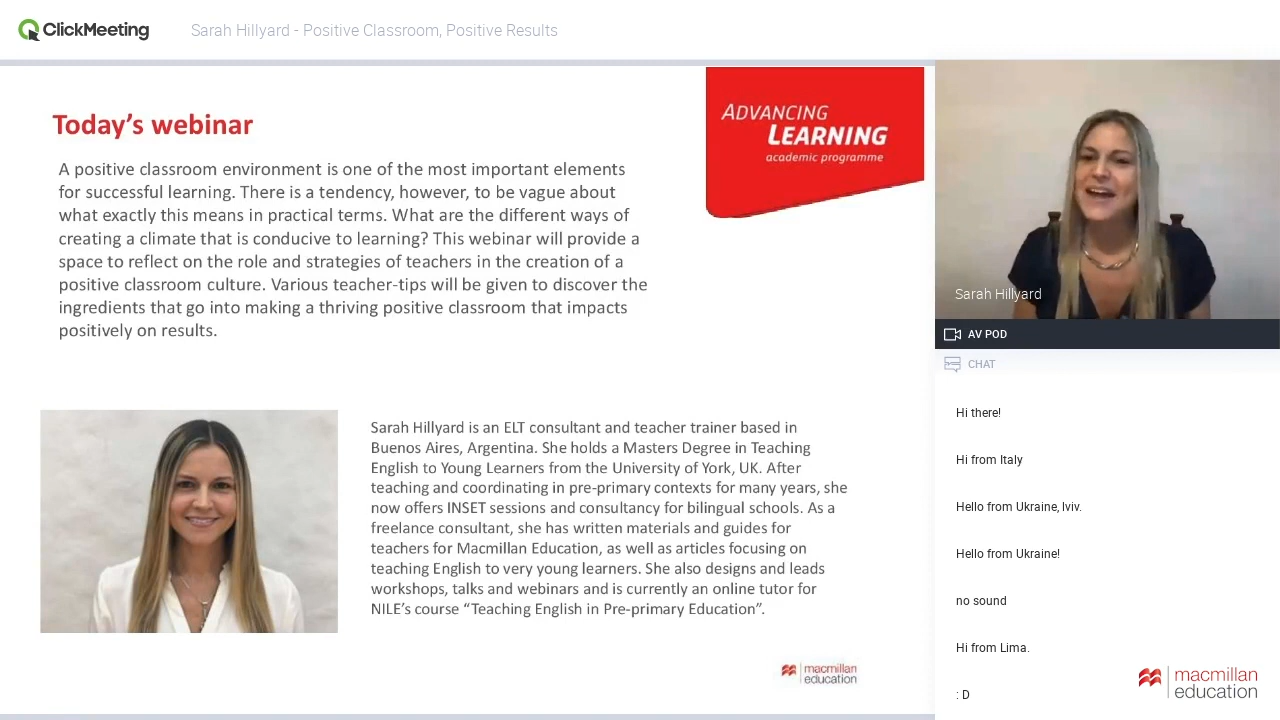 ClickMeeting
Sarah Hillyard - Positive Classroom, Positive Results
Today's webinar
A positive classroom environment is one of the most important elements
for successful learning. There is a tendency, however, to be vague about
what exactly this means in practical terms. What are the different ways of
creating a climate that is conducive to learning? This webinar will provide a
space to reflect on the role and strategies of teachers in the creation of a
positive classroom culture. Various teacher-tips will be given to discover the
ingredients that go into making a thriving positive classroom that impacts
positively on results.
ADVANCING
LEARNING
academic programme
Sarah Hillyard is an ELT consultant and teacher trainer based in
Buenos Aires, Argentina. She holds a Masters Degree in Teaching
English to Young Learners from the University of York, UK. After
teaching and coordinating in pre-primary contexts for many years, she
now offers INSET sessions and consultancy for bilingual schools. As a
freelance consultant, she has written materials and guides for
teachers for Macmillan Education, as well as articles focusing on
teaching English to very young learners. She also designs and leads
workshops, talks and webinars and is currently an online tutor for
NILE's course “Teaching English in Pre-primary Education”.
macmillan
education
Sarah Hillyard
AV POD
CHAT
Hi there!
Hi from Italy
Hello from Ukraine, lviv.
Hello from Ukraine!
no sound
Hi from Lima.
: D
macmillan
education